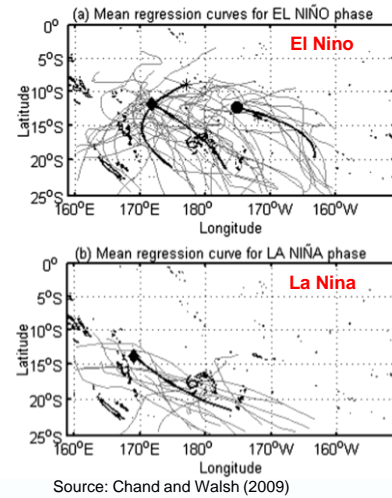 (a) Mean regression curves for EL NIÑO phase
El Nino
0°
5°S
10°S
15°S
20°S
25°S
Latitude
160°E 170°E 180° 170°W 160°W
Longitude
(b) Mean regression curve for LA NIÑA phase
La Nina
0°
5°S
10°S
15°S
20°S
25°S
Latitude
160°E 170°E 180° 170°W 160°W
Longitude
Source: Chand and Walsh (2009)